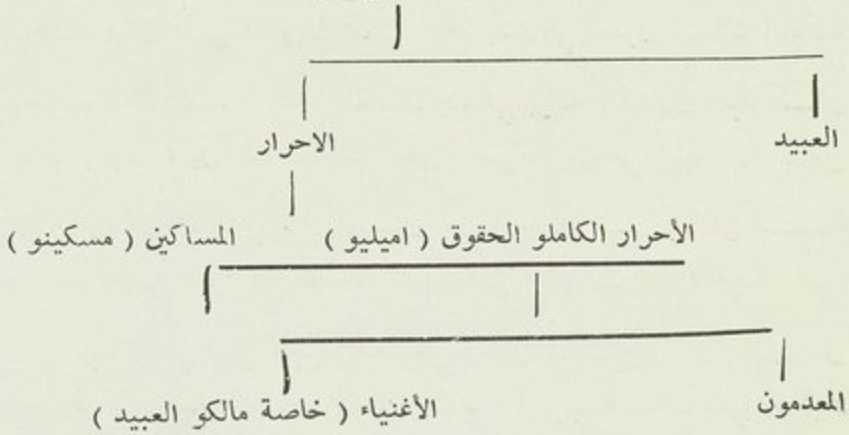 العبيد
الاحرار
الأحرار الكاملو الحقوق ( اميليو ) المساكين ( مسكينو )
المعدمون
الأغنياء ( خاصة مالكو العبيد )